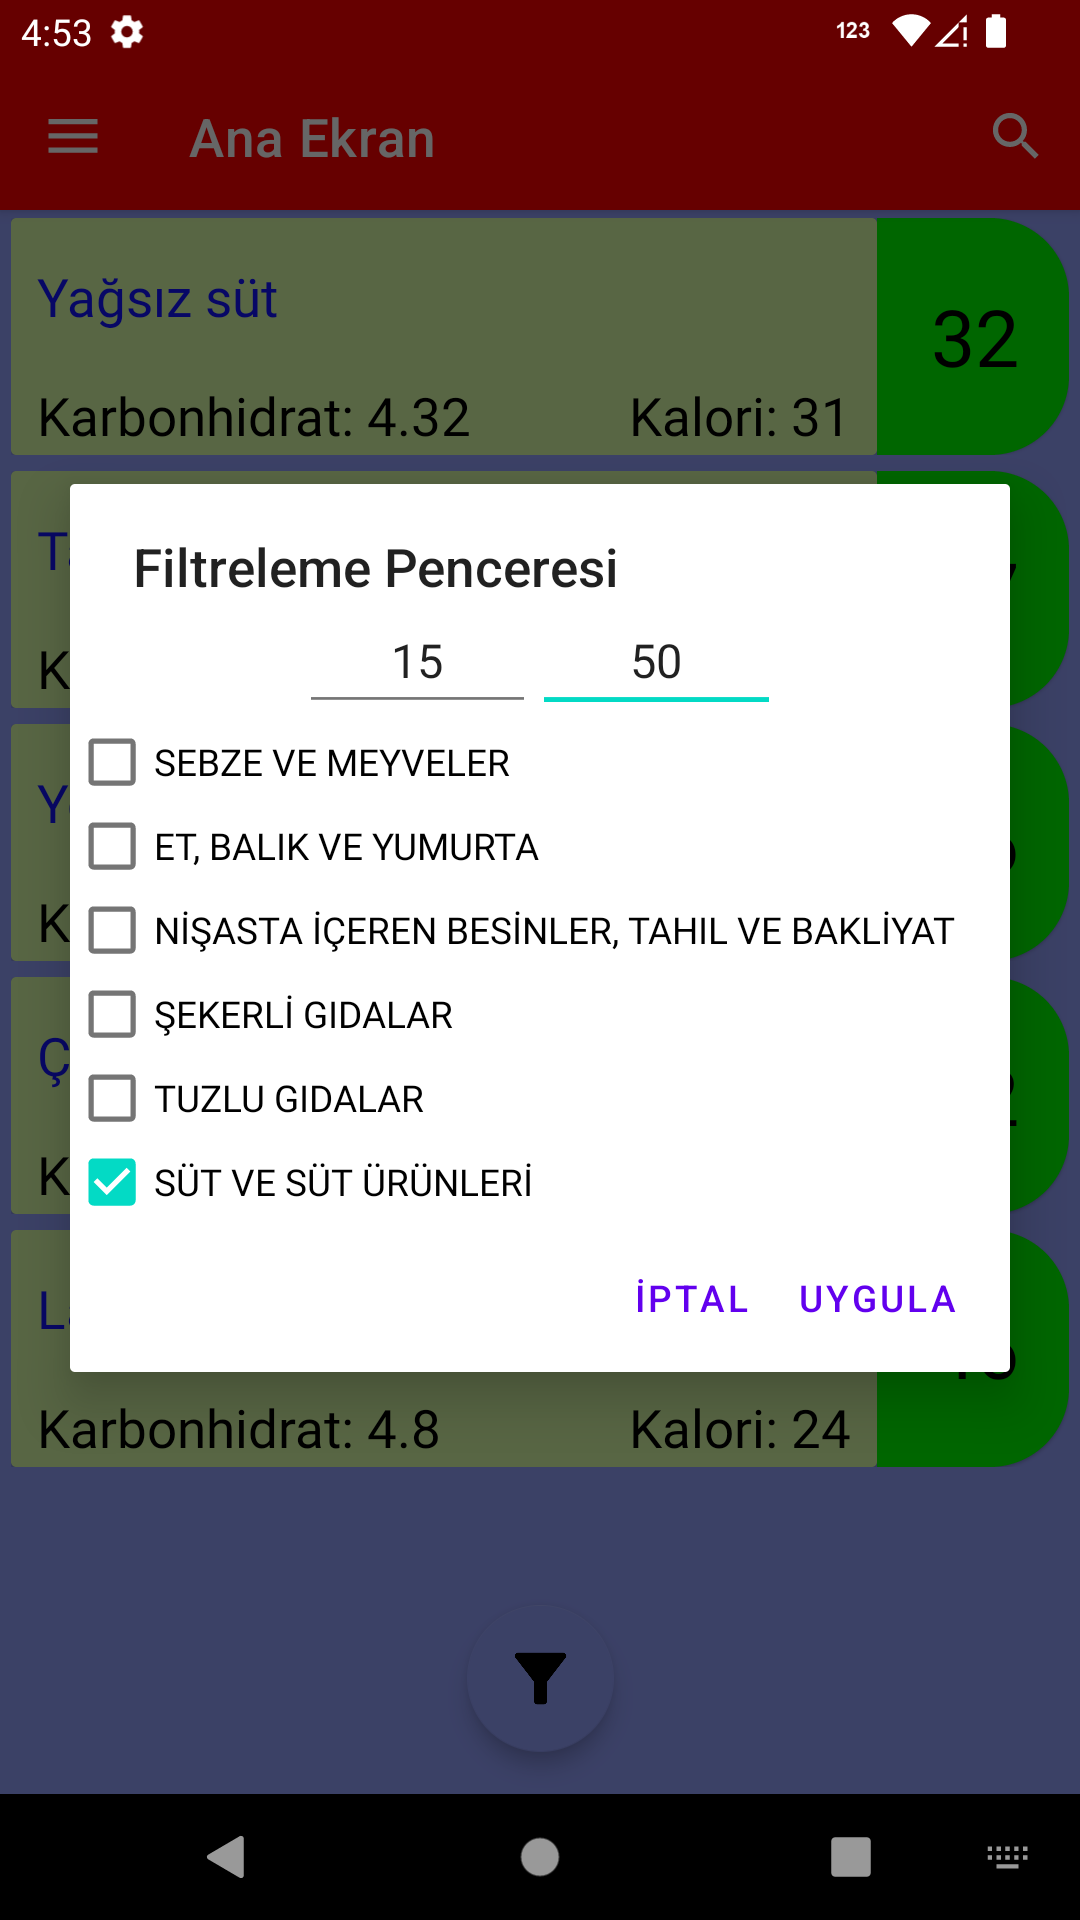 4:53
123
Ana Ekran
Yağsız süt
32
Karbonhidrat: 4.32 Kalori: 31
Filtreleme Penceresi
15 50
SEBZE VE MEYVELER
ET, BALIK VE YUMURTA
NİŞASTA İÇEREN BESİNLER, TAHIL VE BAKLİYAT
ŞEKERLİ GIDALAR
TUZLU GIDALAR
SÜT VE SÜT ÜRÜNLERİ
İPTAL UYGULA
Karbonhidrat: 4.8 Kalori: 24